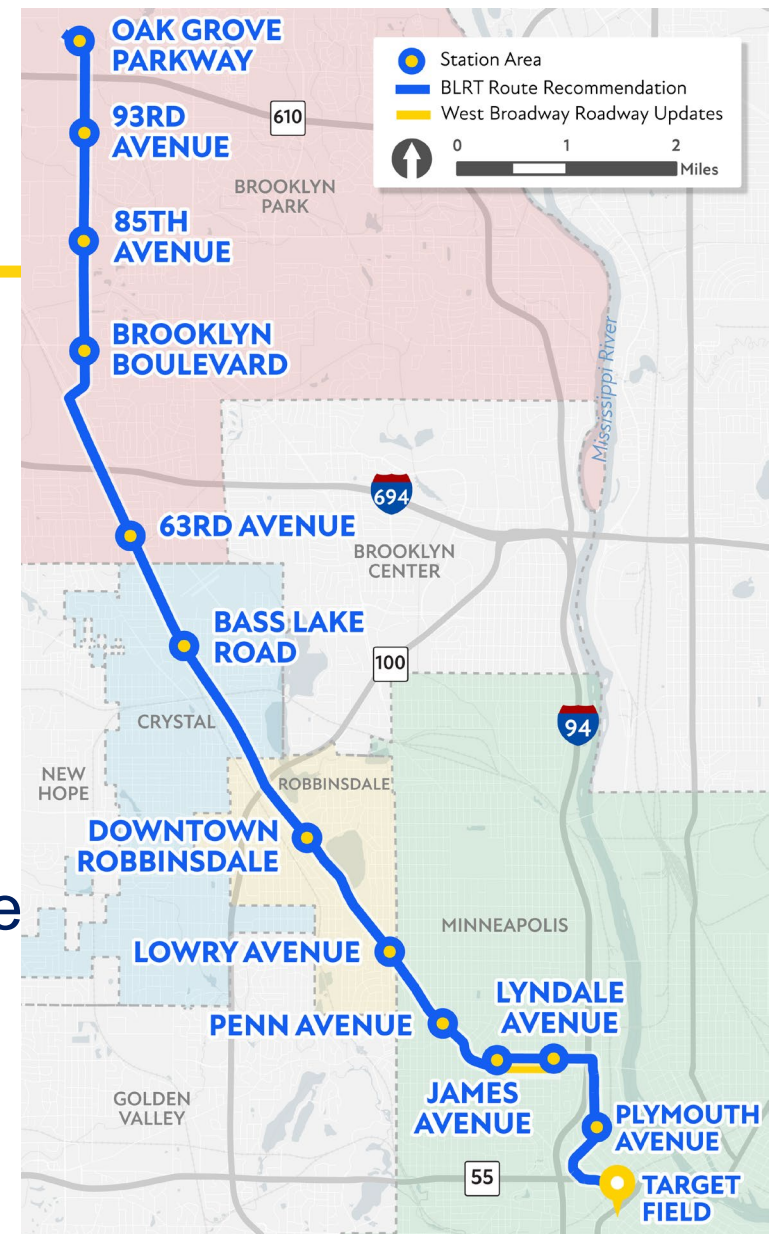 OAK GROVE
PARKWAY
Station Area
BLRT Route Recommendation
West Broadway Roadway Updates
0 1 2
Miles
93RD
AVENUE
610
BROOKLYN
PARK
85TH
AVENUE
BROOKLYN
BOULEVARD
Mississippi River
694
63RD AVENUE
BROOKLYN
CENTER
BASS LAKE
ROAD
100
CRYSTAL
94
NEW
HOPE
ROBBINSDALE
DOWNTOWN
ROBBINSDALE
e
MINNEAPOLIS
LOWRY AVENUE
LYNDALE
AVENUE
PENN AVENUE
JAMES
AVENUE
GOLDEN
VALLEY
PLYMOUTH
AVENUE
55
TARGET
FIELD